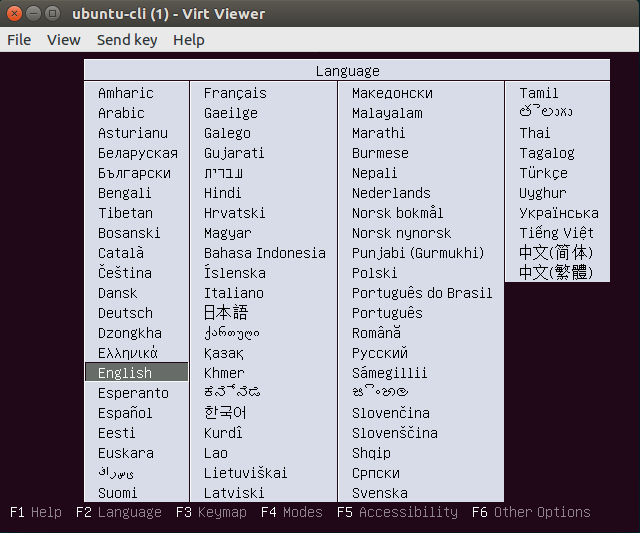 ubuntu-cli (1) - Virt Viewer
File View Send key Help
Language
Amharic
Arabic
Asturianu
Беларуская
Български
Bengali
Tibetan
Bosanski
Català
Čeština
Dansk
Deutsch
Dzongkha
Ελληνικά
English
Esperanto
Español
Eesti
Euskara
فارسی
Suomi
Français
Gaeilge
Galego
Gujarati
עברית
Hindi
Hrvatski
Magyar
Bahasa Indonesia
Íslenska
Italiano
日本語
ქართული
Қазақ
Khmer
ಕನ್ನಡ
한국어
Kurdî
Lao
Lietuviškai
Latviski
Македонски
Malayalam
Marathi
Burmese
Nepali
Nederlands
Norsk bokmål
Norsk nynorsk
Punjabi (Gurmukhi)
Polski
Português do Brasil
Português
Română
Русский
Sámegillii
සිංහල
Slovenčina
Slovenščina
Shqip
Српски
Svenska
Tamil
తెలుగు
Thai
Tagalog
Türkçe
Uyghur
Українська
Tiếng Việt
中文(简体)
中文(繁體)
F1 Help F2 Language F3 Keymap F4 Modes F5 Accessibility F6 Other Options